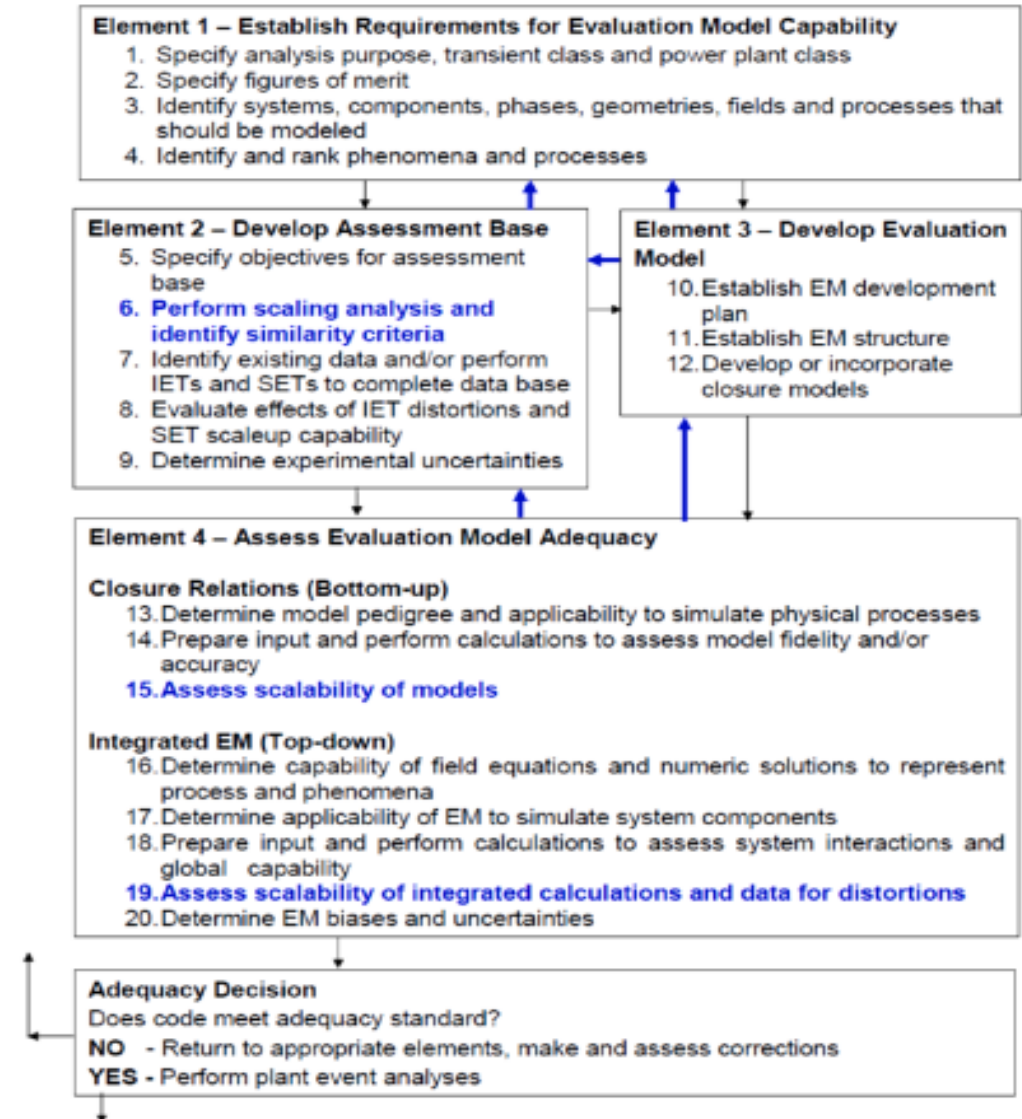 Element 1 – Establish Requirements for Evaluation Model Capability
1. Specify analysis purpose, transient class and power plant class
2. Specify figures of merit
3. Identify systems, components, phases, geometries, fields and processes that
should be modeled
4. Identify and rank phenomena and processes
Element 2 – Develop Assessment Base
5. Specify objectives for assessment
base
6. Perform scaling analysis and
identify similarity criteria
7. Identify existing data and/or perform
IETs and SETs to complete data base
8. Evaluate effects of IET distortions and
SET scaleup capability
9. Determine experimental uncertainties
Element 3 – Develop Evaluation
Model
10. Establish EM development
plan
11. Establish EM structure
12. Develop or incorporate
closure models
Element 4 – Assess Evaluation Model Adequacy
Closure Relations (Bottom-up)
13. Determine model pedigree and applicability to simulate physical processes
14. Prepare input and perform calculations to assess model fidelity and/or
accuracy
15. Assess scalability of models
Integrated EM (Top-down)
16. Determine capability of field equations and numeric solutions to represent
process and phenomena
17. Determine applicability of EM to simulate system components
18. Prepare input and perform calculations to assess system interactions and
global capability
19. Assess scalability of integrated calculations and data for distortions
20. Determine EM biases and uncertainties
Adequacy Decision
Does code meet adequacy standard?
NO - Return to appropriate elements, make and assess corrections
YES - Perform plant event analyses